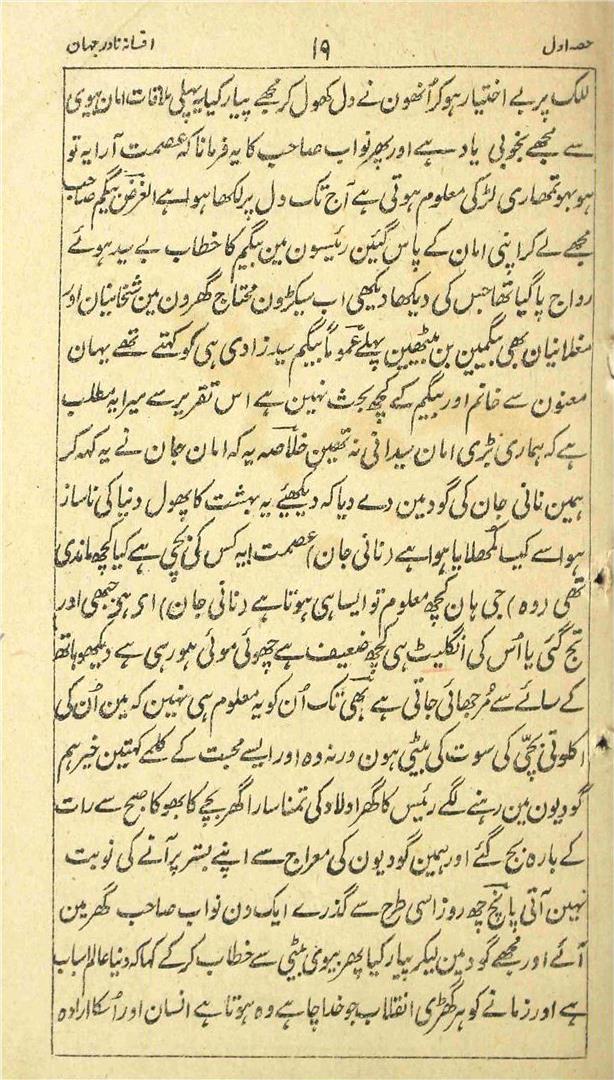 حصہ اول ۱۹ افسانۂ نادر جہان
للک پر بے اختیار ہو کر اُنھون نے دل کھول کر مجھے پیار کیا یہ پہلی ملاقات امان بیوی
سے مجھے بخوبی یاد ہے اور پھر نواب صاحب کا یہ فرمانا کہ عصمت آرا یہ تو
ہو بہو تمھاری لڑکی معلوم ہوتی ہے آج تک دل پر لکھا ہوا ہے الغرض بیگم صاحب
مجھے لے کر اپنی امان کے پاس گئین رئیسون مین بیگم کا خطاب بے سید ہوئے
رواج پا گیا تھا جس کی دیکھا دیکھی اب سیکڑون محتاج گھرون مین شخانیان اور
مغلانیان بھی بیگمین بن بیٹھین پہلے عموماً بیگم سید زادی ہی کو کہتے تھے یہان
معنون سے خانم اور بیگم کے کچھ بحث نہین ہے اس تقریر سے میرا یہ مطلب
ہے کہ ہماری بڑی امان سیدانی نہ تھین خلاصہ یہ کہ امان جان نے یہ کہہ کر
ہمین نانی جان کی گود مین دے دیا کہ دیکھیے یہ بہشت کا پھول دنیا کی ناساز
ہوا سے کیسا کمھلایا ہوا ہے (نانی جان) عصمت! یہ کس کی بچی ہے کیا کچھ ماندی
تھی (وہ) جی ہان کچھ معلوم تو ایسا ہی ہوتا ہے (نانی جان) اے ہی جبھی اور
تج گئی یا اُس کی انگلیٹ ہی کچھ ضعیف ہے چھوئی موئی ہو رہی ہے دیکھو ہاتھ
کے سائے سے مُرجھائی جاتی ہے ابھی تک اُن کو یہ معلوم ہی نہین کہ مین اُن کی
اکلوتی بچّی کی سوت کی بیٹی ہون ورنہ وہ اور ایسے محبت کے کلمے کہتین خیر ہم
گودیون مین رہنے لگے رئیس کا گھر اولاد کی تمنا سارا گھر بچے کا بھوکا صبح سے رات
کے بارہ بج گئے اور ہمین گودیون کی معراج سے اپنے بستر پر آنے کی نوبت
نہین آتی پانچ چھ روز اسی طرح سے گذرے ایک دن نواب صاحب گھر مین
آئے اور مجھے گود مین لیکر پیار کیا پھر بیوی بیٹی سے خطاب کر کے کہا کہ دنیا عالم اسباب
ہے اور زمانے کو ہر گھڑی انقلاب جو خدا چاہے وہ ہوتا ہے انسان اور اُسکا ارادہ